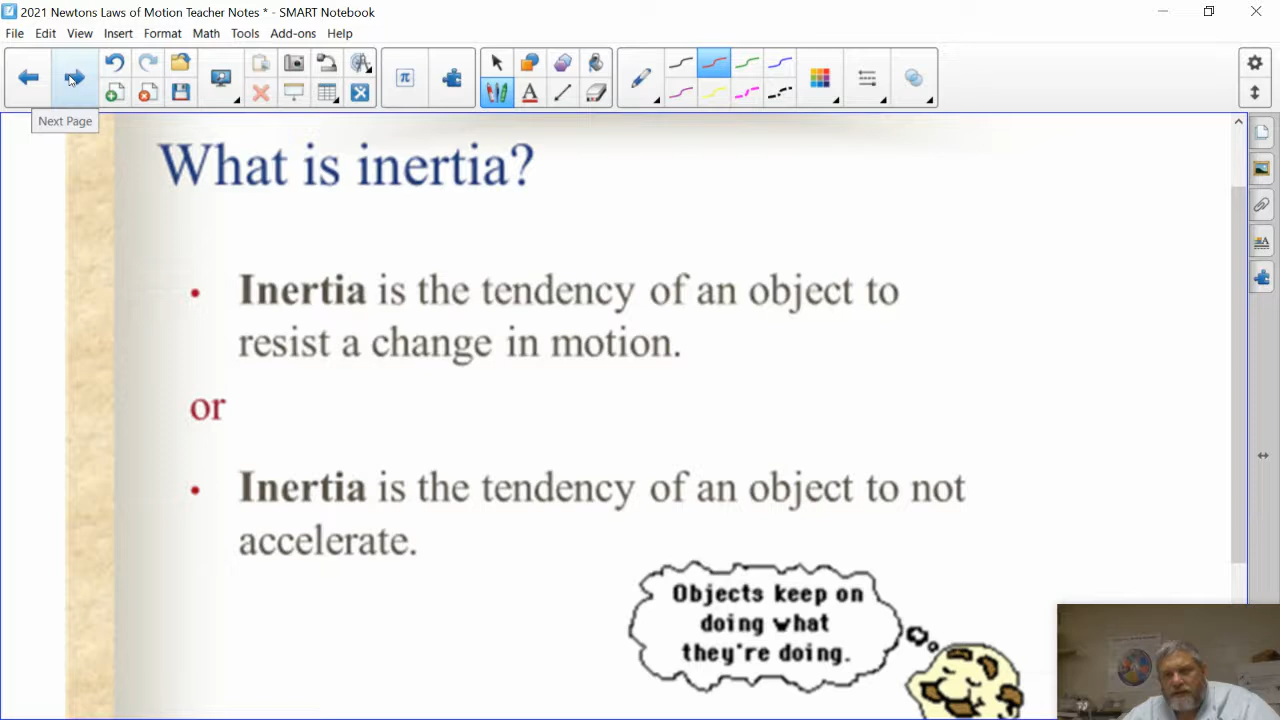 2021 Newtons Laws of Motion Teacher Notes * - SMART Notebook
File Edit View Insert Format Math Tools Add-ons Help
π
A
Next Page
What is inertia?
• Inertia is the tendency of an object to
resist a change in motion.
or
• Inertia is the tendency of an object to not
accelerate.
Objects keep on
doing what
they're doing.